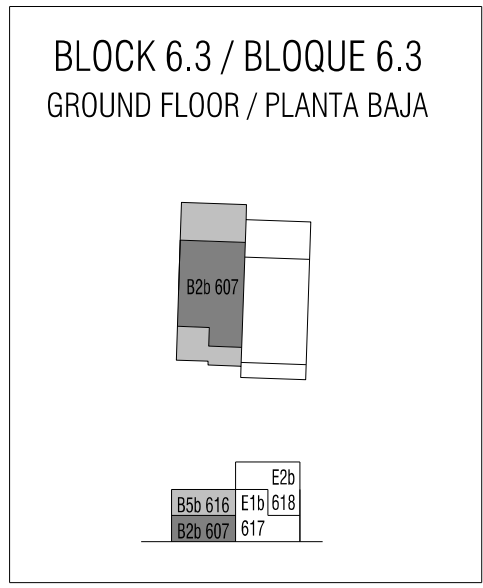 BLOCK 6.3 / BLOQUE 6.3
GROUND FLOOR / PLANTA BAJA
B2b 607
E2b
B5b 616 E1b 618
B2b 607 617